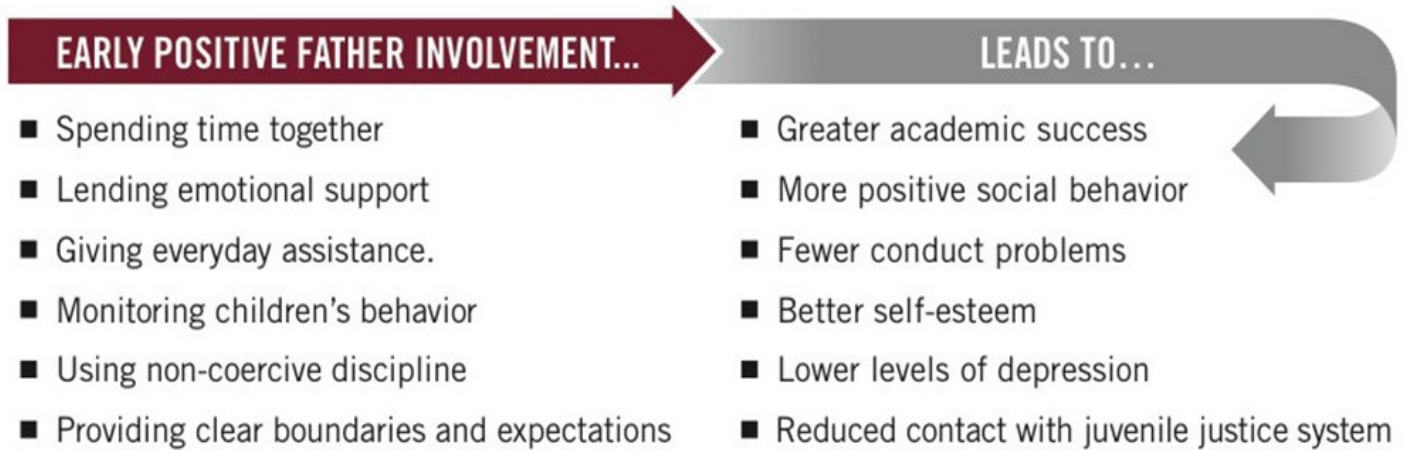 EARLY POSITIVE FATHER INVOLVEMENT...
■ Spending time together
■ Lending emotional support
■ Giving everyday assistance.
■ Monitoring children's behavior
■ Using non-coercive discipline
■ Providing clear boundaries and expectations
LEADS TO...
■ Greater academic success
■ More positive social behavior
■ Fewer conduct problems
■ Better self-esteem
■ Lower levels of depression
■ Reduced contact with juvenile justice system